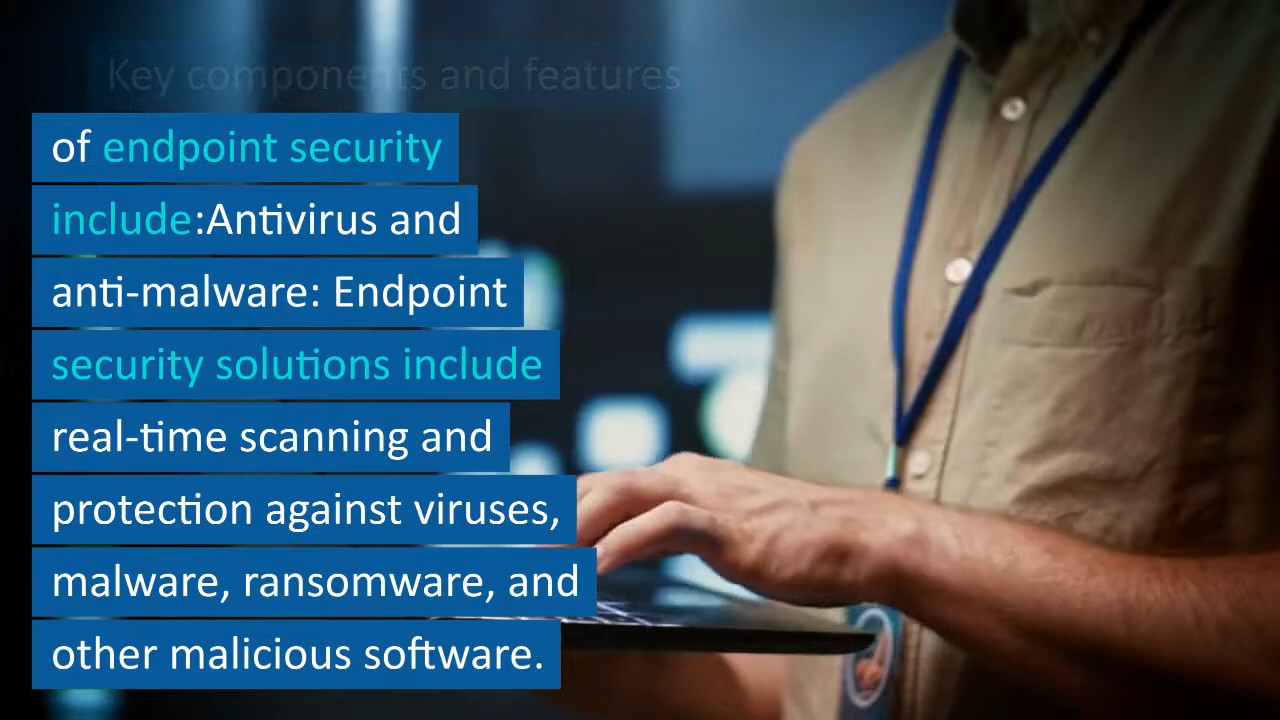 Key components and features
of endpoint security
include:Antivirus and
anti-malware: Endpoint
security solutions include
real-time scanning and
protection against viruses,
malware, ransomware, and
other malicious software.